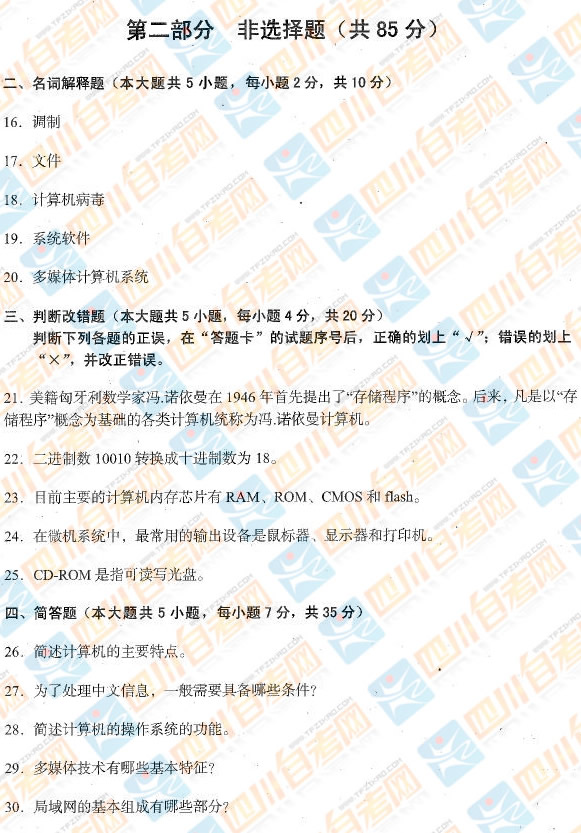 第二部分 非选择题（共 85 分）
二、名词解释题（本大题共 5 小题，每小题 2 分，共 10 分）
16．调制
17．文件
18．计算机病毒
19．系统软件
20．多媒体计算机系统
三、判断改错题（本大题共 5 小题，每小题 4 分，共 20 分）
判断下列各题的正误，在“答题卡”的试题序号后，正确的划上“√”；错误的划上
“×”，并改正错误。
21．美籍匈牙利数学家冯.诺依曼在 1946 年首先提出了“存储程序”的概念。后来，凡是以“存
储程序”概念为基础的各类计算机统称为冯.诺依曼计算机。
22．二进制数 10010 转换成十进制数为 18。
23．目前主要的计算机内存芯片有 RAM、ROM、CMOS 和 flash。
24．在微机系统中，最常用的输出设备是鼠标器、显示器和打印机。
25．CD-ROM 是指可读写光盘。
四、简答题（本大题共 5 小题，每小题 7 分，共 35 分）
26．简述计算机的主要特点。
27．为了处理中文信息，一般需要具备哪些条件？
28．简述计算机的操作系统的功能。
29．多媒体技术有哪些基本特征？
30．局域网的基本组成有哪些部分？
四川自考网
WWW.TPZIKAO.COM